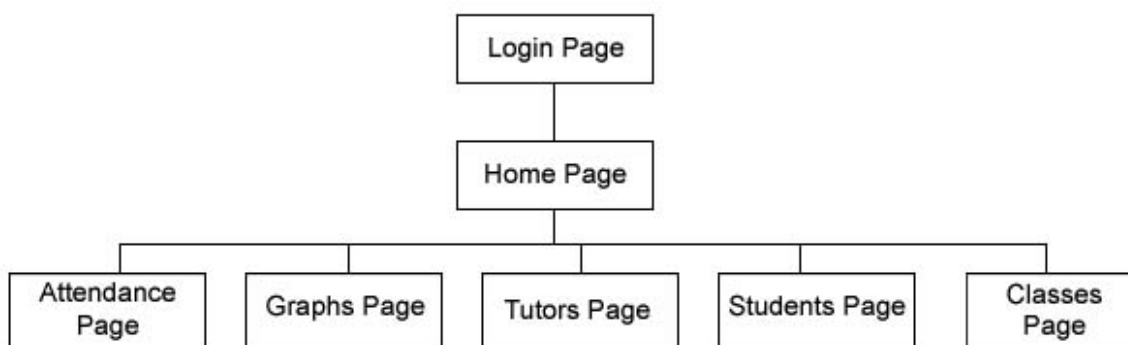 Login Page
Home Page
Attendance
Page
Graphs Page
Tutors Page
Students Page
Classes
Page